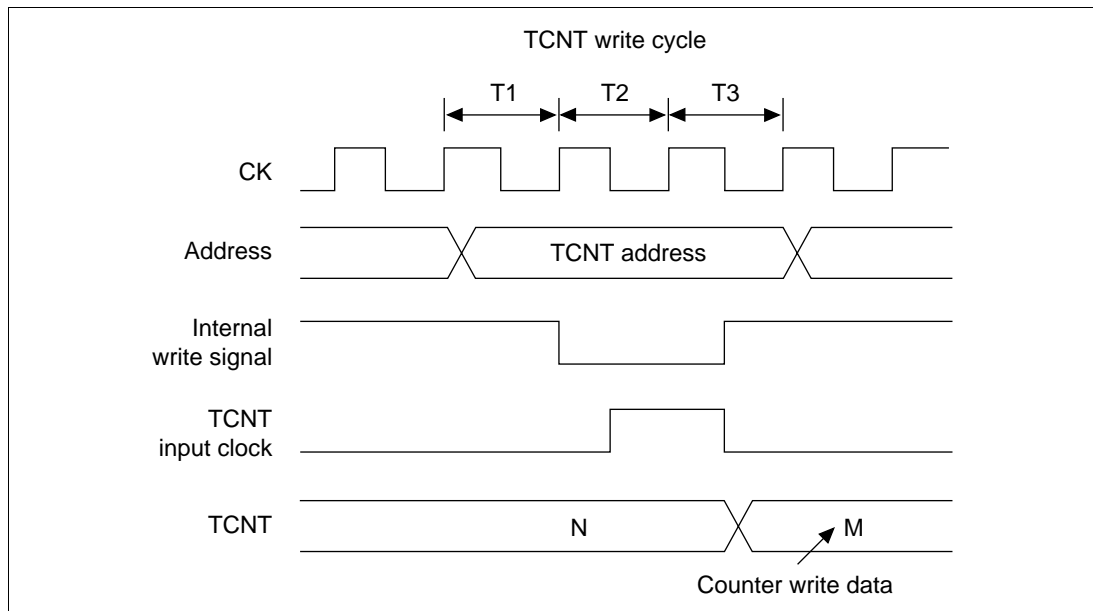 TCNT write cycle
T1 T2 T3
CK
Address
TCNT address
Internal
write signal
TCNT
input clock
TCNT
N
M
Counter write data